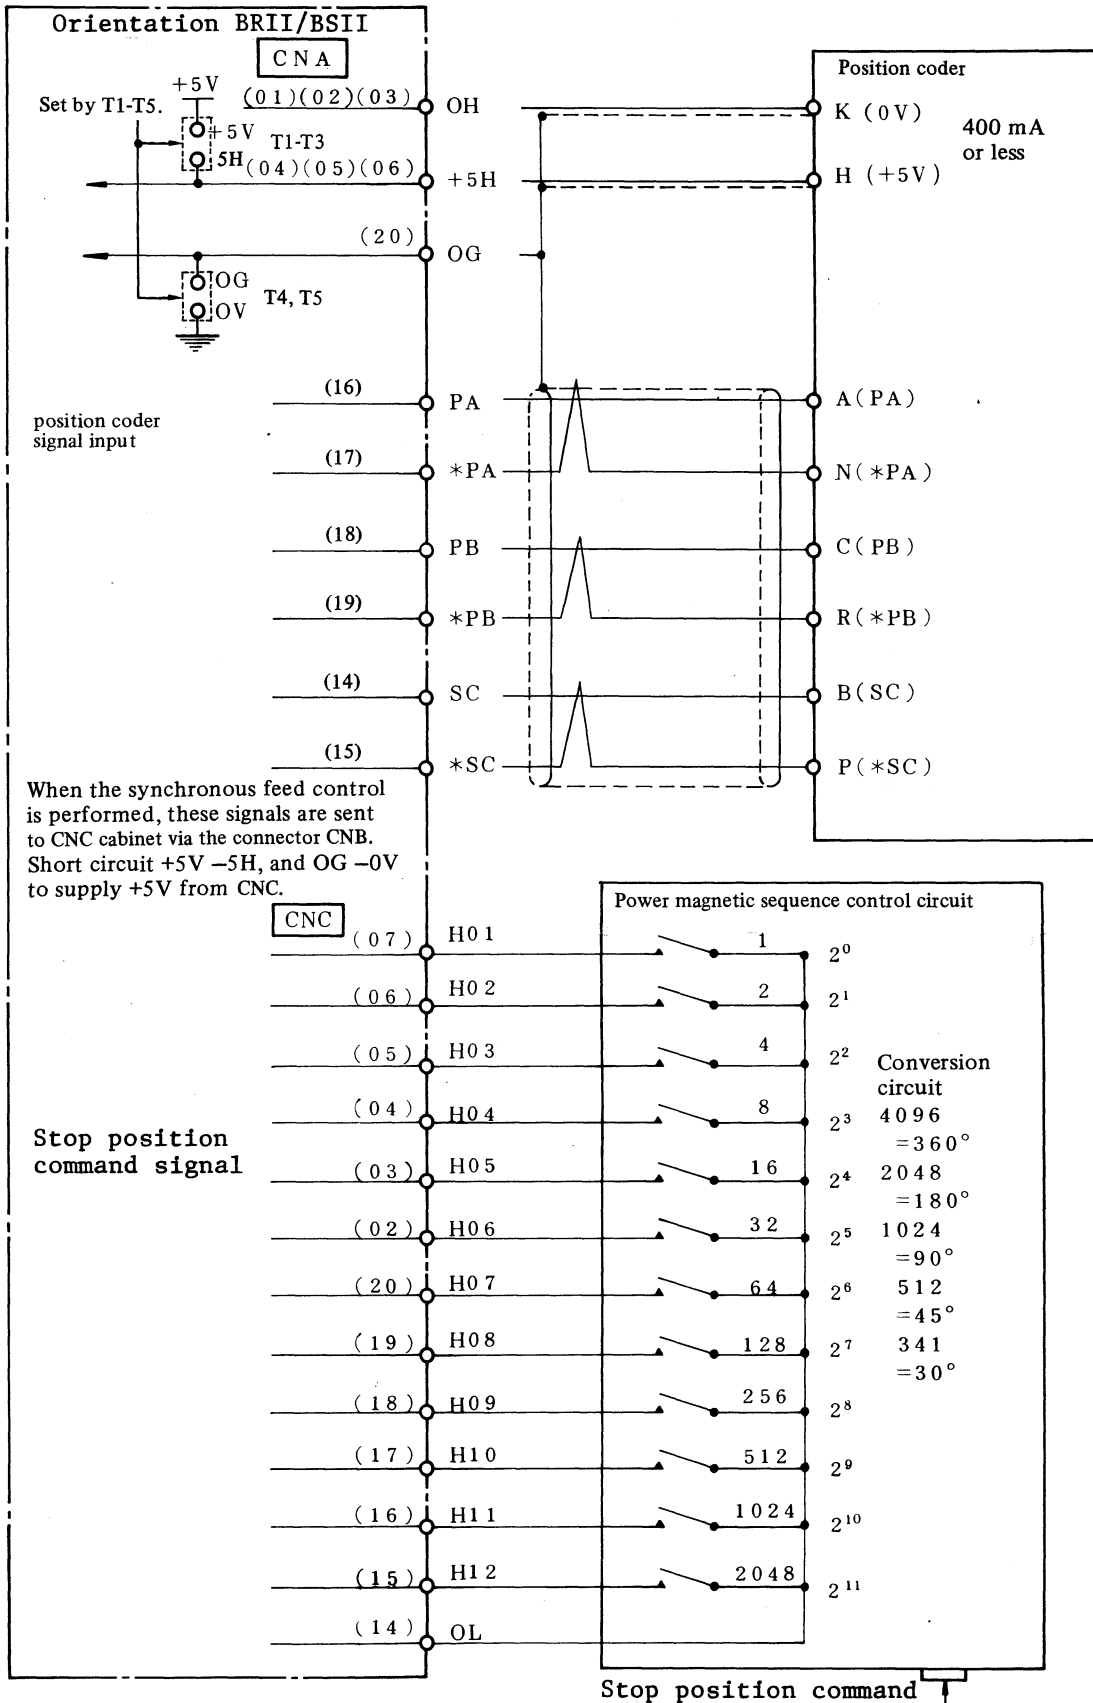 Orientation BRII/BSII
CNA
+5V
Set by T1-T5.
+5V
5H
T1-T3
(01)(02)(03)
OH
(04)(05)(06)
+5H
(20)
OG
OG
OV
T4, T5
Position coder
K (0V)
400 mA
or less
H (+5V)
position coder
signal input
(16)
PA
A(PA)
(17)
*PA
N(*PA)
(18)
PB
C(PB)
(19)
*PB
R(*PB)
(14)
SC
B(SC)
(15)
*SC
P(*SC)
When the synchronous feed control
is performed, these signals are sent
to CNC cabinet via the connector CNB.
Short circuit +5V –5H, and OG –0V
to supply +5V from CNC.
CNC
Power magnetic sequence control circuit
Stop position
command signal
(07) H01 1 2⁰
(06) H02 2 2¹
(05) H03 4 2²
(04) H04 8 2³
(03) H05 16 2⁴
(02) H06 32 2⁵
(20) H07 64 2⁶
(19) H08 128 2⁷
(18) H09 256 2⁸
(17) H10 512 2⁹
(16) H11 1024 2¹⁰
(15) H12 2048 2¹¹
(14) OL
Conversion
circuit
4096
=360°
2048
=180°
1024
=90°
512
=45°
341
=30°
Stop position command